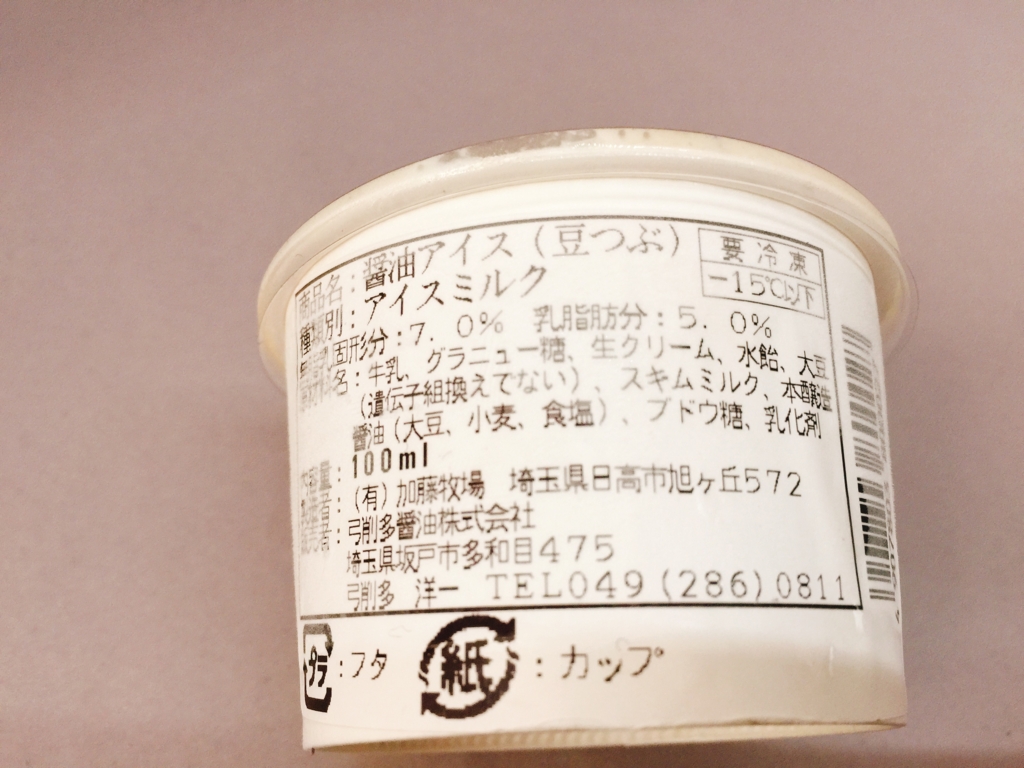 商品名：醤油アイス（豆つぶ）
要冷凍
－15℃以下
種類別：アイスミルク
固形分：7．0％　乳脂肪分：5．0％
名：牛乳、グラニュー糖、生クリーム、水飴、大豆
（遺伝子組換えでない）、スキムミルク、本醸造
醤油（大豆、小麦、食塩）、ブドウ糖、乳化剤
量：100ml
者：（有）加藤牧場　埼玉県日高市旭ヶ丘572
者：弓削多醤油株式会社
埼玉県坂戸市多和目475
弓削多　洋一　TEL049（286）0811
プラ：フタ　紙：カップ